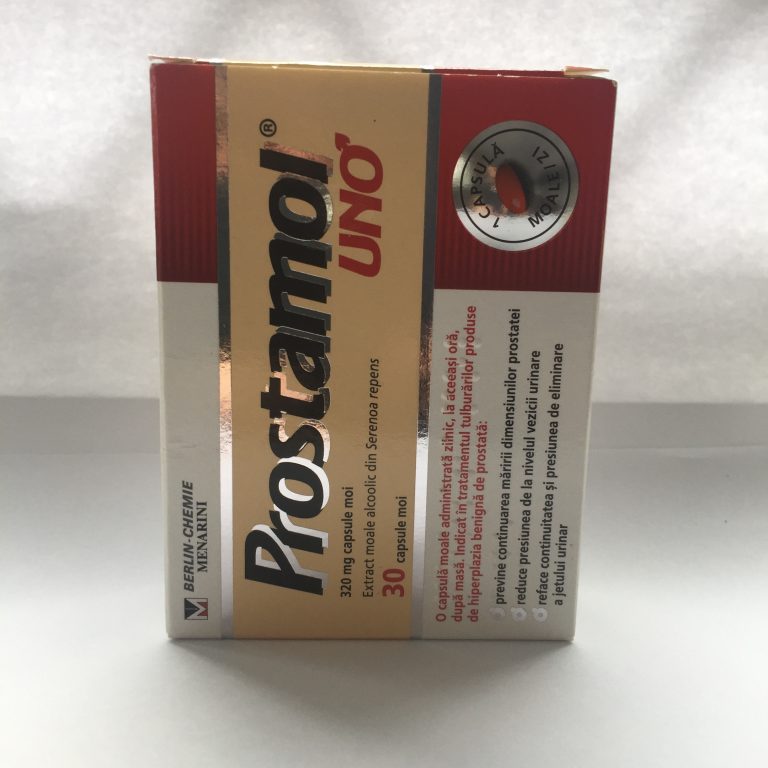 BERLIN-CHEMIE
MENARINI
Prostamol®
UNO
320 mg capsule moi
Extract moale alcoolic din Serenoa repens
30 capsule moi
1 CAPSULĂ
MOALE/ ZI
O capsulă moale administrată zilnic, la aceeași oră,
după masă. Indicat în tratamentul tulburărilor produse
de hiperplazia benignă de prostată:
previne continuarea măririi dimensiunilor prostatei
reduce presiunea de la nivelul vezicii urinare
reface continuitatea și presiunea de eliminare
a jetului urinar